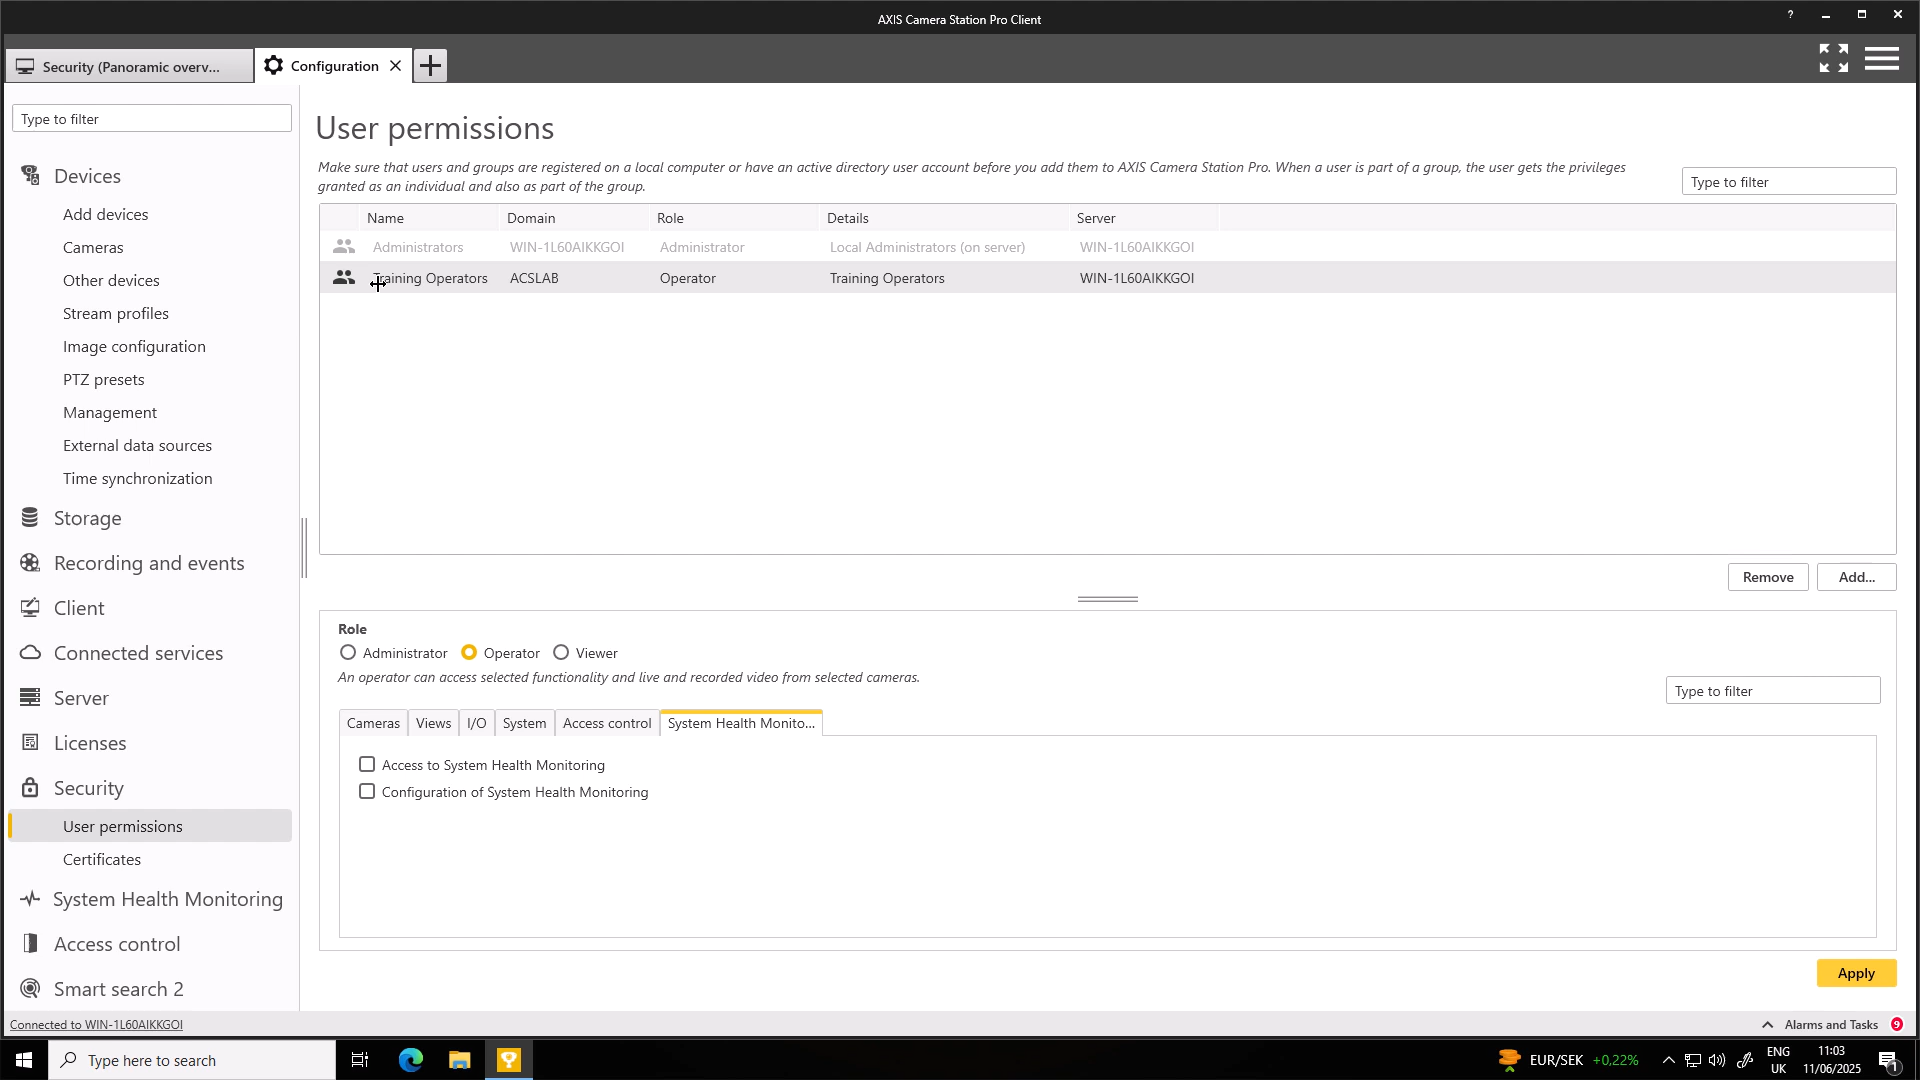 AXIS Camera Station Pro Client
?
Security (Panoramic overv...
Configuration
Type to filter
Devices
Add devices
Cameras
Other devices
Stream profiles
Image configuration
PTZ presets
Management
External data sources
Time synchronization
Storage
Recording and events
Client
Connected services
Server
Licenses
Security
User permissions
Certificates
System Health Monitoring
Access control
Smart search 2
User permissions
Make sure that users and groups are registered on a local computer or have an active directory user account before you add them to AXIS Camera Station Pro. When a user is part of a group, the user gets the privileges
granted as an individual and also as part of the group.
Type to filter
Name Domain Role Details Server
Administrators WIN-1L60AIKKGOI Administrator Local Administrators (on server) WIN-1L60AIKKGOI
Training Operators ACSLAB Operator Training Operators WIN-1L60AIKKGOI
Remove Add...
Role
Administrator Operator Viewer
An operator can access selected functionality and live and recorded video from selected cameras.
Type to filter
Cameras Views I/O System Access control System Health Monito...
Access to System Health Monitoring
Configuration of System Health Monitoring
Apply
Connected to WIN-1L60AIKKGOI
Alarms and Tasks 9
Type here to search
EUR/SEK +0,22%
ENG
UK
11:03
11/06/2025
1